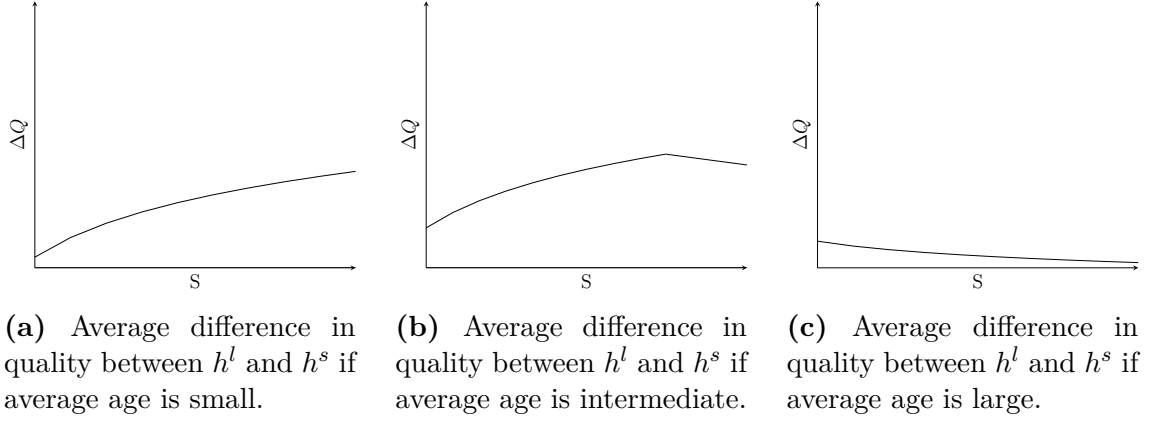 ΔQ
S
(a) Average difference in
quality between h^l and h^s if
average age is small.
ΔQ
S
(b) Average difference in
quality between h^l and h^s if
average age is intermediate.
ΔQ
S
(c) Average difference in
quality between h^l and h^s if
average age is large.